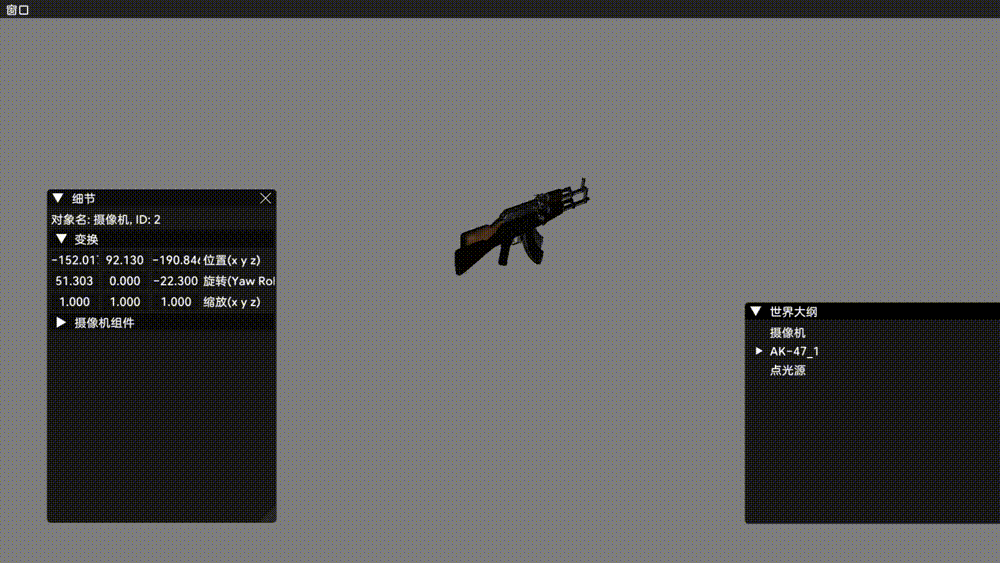 窗口
细节
对象名: 摄像机, ID: 2
变换
-152.01 92.130 -190.84 位置(x y z)
51.303 0.000 -22.300 旋转(Yaw Rol
1.000 1.000 1.000 缩放(x y z)
摄像机组件
世界大纲
摄像机
AK-47_1
点光源